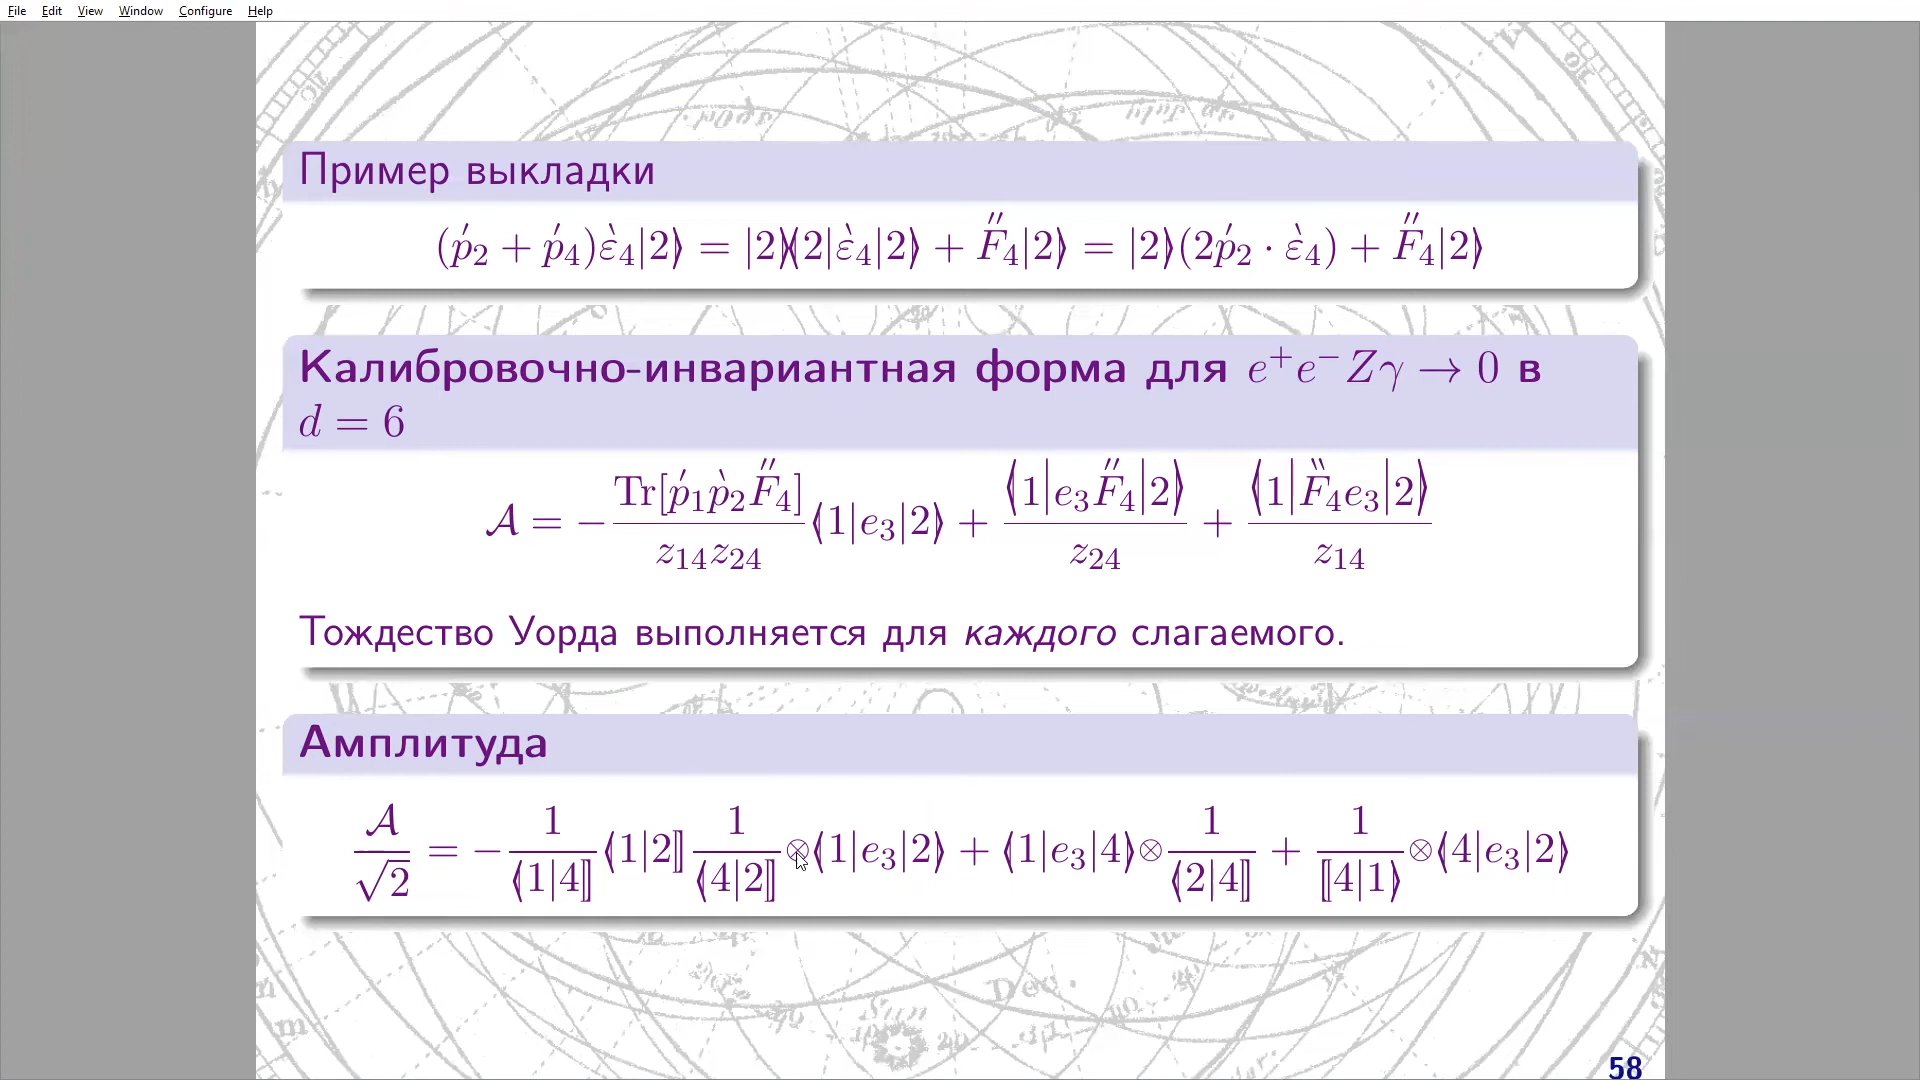 File Edit View Window Configure Help
Пример выкладки
(ṕ₂ + ṕ₄)ὲ₄|2⟫ = |2⟫⟪2|ὲ₄|2⟫ + F̋₄|2⟫ = |2⟫(2ṕ₂ · ὲ₄) + F̋₄|2⟫
Калибровочно-инвариантная форма для e⁺e⁻Zγ → 0 в
d = 6
𝒜 = − Tr[ṕ₁p̀₂F̋₄] / z₁₄z₂₄ ⟪1|e₃|2⟫ + ⟪1|e₃F̋₄|2⟫ / z₂₄ + ⟪1|F̏₄e₃|2⟫ / z₁₄
Тождество Уорда выполняется для каждого слагаемого.
Амплитуда
𝒜 / √2 = − 1 / ⟪1|4⟧ ⟪1|2⟧ 1 / ⟪4|2⟧ ⊗ ⟪1|e₃|2⟫ + ⟪1|e₃|4⟫ ⊗ 1 / ⟪2|4⟧ + 1 / ⟦4|1⟫ ⊗ ⟪4|e₃|2⟫
58